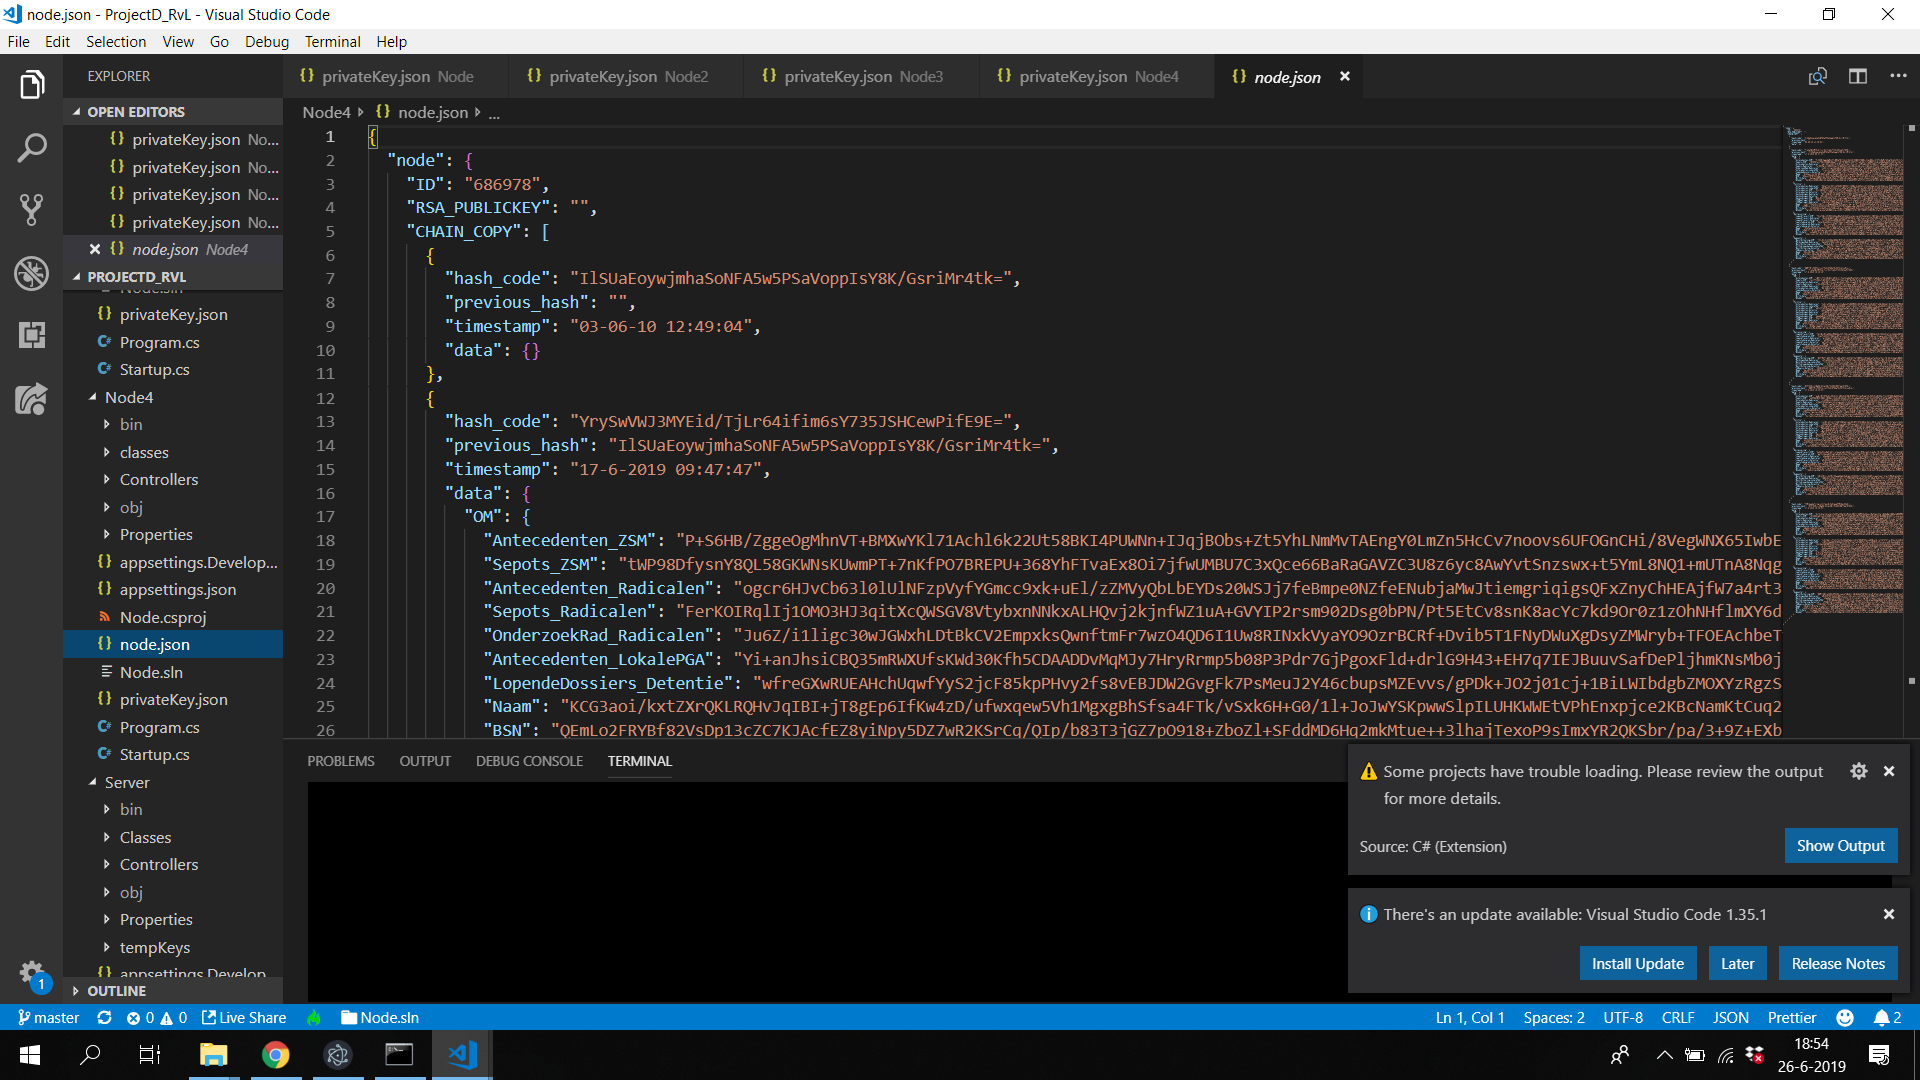 node.json - ProjectD_RvL - Visual Studio Code
File Edit Selection View Go Debug Terminal Help
EXPLORER
OPEN EDITORS
{} privateKey.json No...
{} privateKey.json No...
{} privateKey.json No...
{} privateKey.json No...
{} node.json Node4
PROJECTD_RVL
Node.sln
{} privateKey.json
Program.cs
Startup.cs
Node4
bin
classes
Controllers
obj
Properties
{} appsettings.Develop...
{} appsettings.json
Node.csproj
{} node.json
Node.sln
{} privateKey.json
Program.cs
Startup.cs
Server
bin
Classes
Controllers
obj
Properties
tempKeys
{} appsettings.Develop
OUTLINE
{} privateKey.json Node {} privateKey.json Node2 {} privateKey.json Node3 {} privateKey.json Node4 {} node.json
Node4 {} node.json ...
1 {
2 "node": {
3 "ID": "686978",
4 "RSA_PUBLICKEY": "",
5 "CHAIN_COPY": [
6 {
7 "hash_code": "IlSUaEoywjmhaSoNFA5w5PSaVoppIsY8K/GsriMr4tk=",
8 "previous_hash": "",
9 "timestamp": "03-06-10 12:49:04",
10 "data": {}
11 },
12 {
13 "hash_code": "YrySwVWJ3MYEid/TjLr64ifim6sY735JSHCewPifE9E=",
14 "previous_hash": "IlSUaEoywjmhaSoNFA5w5PSaVoppIsY8K/GsriMr4tk=",
15 "timestamp": "17-6-2019 09:47:47",
16 "data": {
17 "OM": {
18 "Antecedenten_ZSM": "P+S6HB/ZggeOgMhnVT+BMXwYKl71Achl6k22Ut58BKI4PUWNn+IJqjBObs+Zt5YhLNmMvTAEngY0LmZn5HcCv7noovs6UFOGnCHi/8VegWNX65IwbE
19 "Sepots_ZSM": "tWP98DfysnY8QL58GKWNsKUwmPT+7nKfPO7BREPU+368YhFTvaEx8Oi7jfwUMBU7C3xQce66BaRaGAVZC3U8z6yc8AwYvtSnzswx+t5YmL8NQ1+mUTnA8Nqg
20 "Antecedenten_Radicalen": "ogcr6HJvCb63l0lUlNFzpVyfYGmcc9xk+uEl/zZMVyQbLbEYDs20WSJj7feBmpe0NZfeENubjaMwJtiemgriqigsQFxZnyChHEAjfW7a4rt3
21 "Sepots_Radicalen": "FerKOIRqlIj1OMO3HJ3qitXcQWSGV8VtybxnNNkxALHQvj2kjnfWZ1uA+GVYIP2rsm902Dsg0bPN/Pt5EtCv8snK8acYc7kd9Or0z1zOhNHflmXY6d
22 "OnderzoekRad_Radicalen": "Ju6Z/i1ligc30wJGWxhLDtBkCV2EmpxksQwnftmFr7wzO4QD6I1Uw8RINxkVyaYO9OzrBCRf+Dvib5T1FNyDWuXgDsyZMWryb+TFOEAchbeT
23 "Antecedenten_LokalePGA": "Yi+anJhsiCBQ35mRWXUfsKWd30Kfh5CDAADDvMqMJy7HryRrmp5b08P3Pdr7GjPgoxFld+drlG9H43+EH7q7IEJBuuvSafDePljhmKNsMb0j
24 "LopendeDossiers_Detentie": "wfreGXwRUEAHchUqwfYyS2jcF85kpPHvy2fs8vEBJDW2GvgFk7PsMeuJ2Y46cbupsMZEvvs/gPDk+JO2j01cj+1BiLWIbdgbZMOXYzRgzS
25 "Naam": "KCG3aoi/kxtZXrQKLRQHvJqIBI+jT8gEp6IfKw4zD/ufwxqew5Vh1MgxgBhSfsa4FTk/vSxk6H+G0/1l+JoJwYSKpwwSlpILUHKWWEtVPhEnxpjce2KBcNamKtCuq2
26 "BSN": "QEmLo2FRYBf82VsDp13cZC7KJAcfEZ8yiNpy5DZ7wR2KSrCq/QIp/b83T3jGZ7pO918+ZboZl+SFddMD6Hq2mkMtue++3lhajTexoP9sImxYR2QKSbr/pa/3+9Z+EXb
PROBLEMS OUTPUT DEBUG CONSOLE TERMINAL
Some projects have trouble loading. Please review the output
for more details.
Source: C# (Extension)
Show Output
There's an update available: Visual Studio Code 1.35.1
Install Update Later Release Notes
1
master 0 0 Live Share Node.sln
Ln 1, Col 1 Spaces: 2 UTF-8 CRLF JSON Prettier 2
18:54
26-6-2019